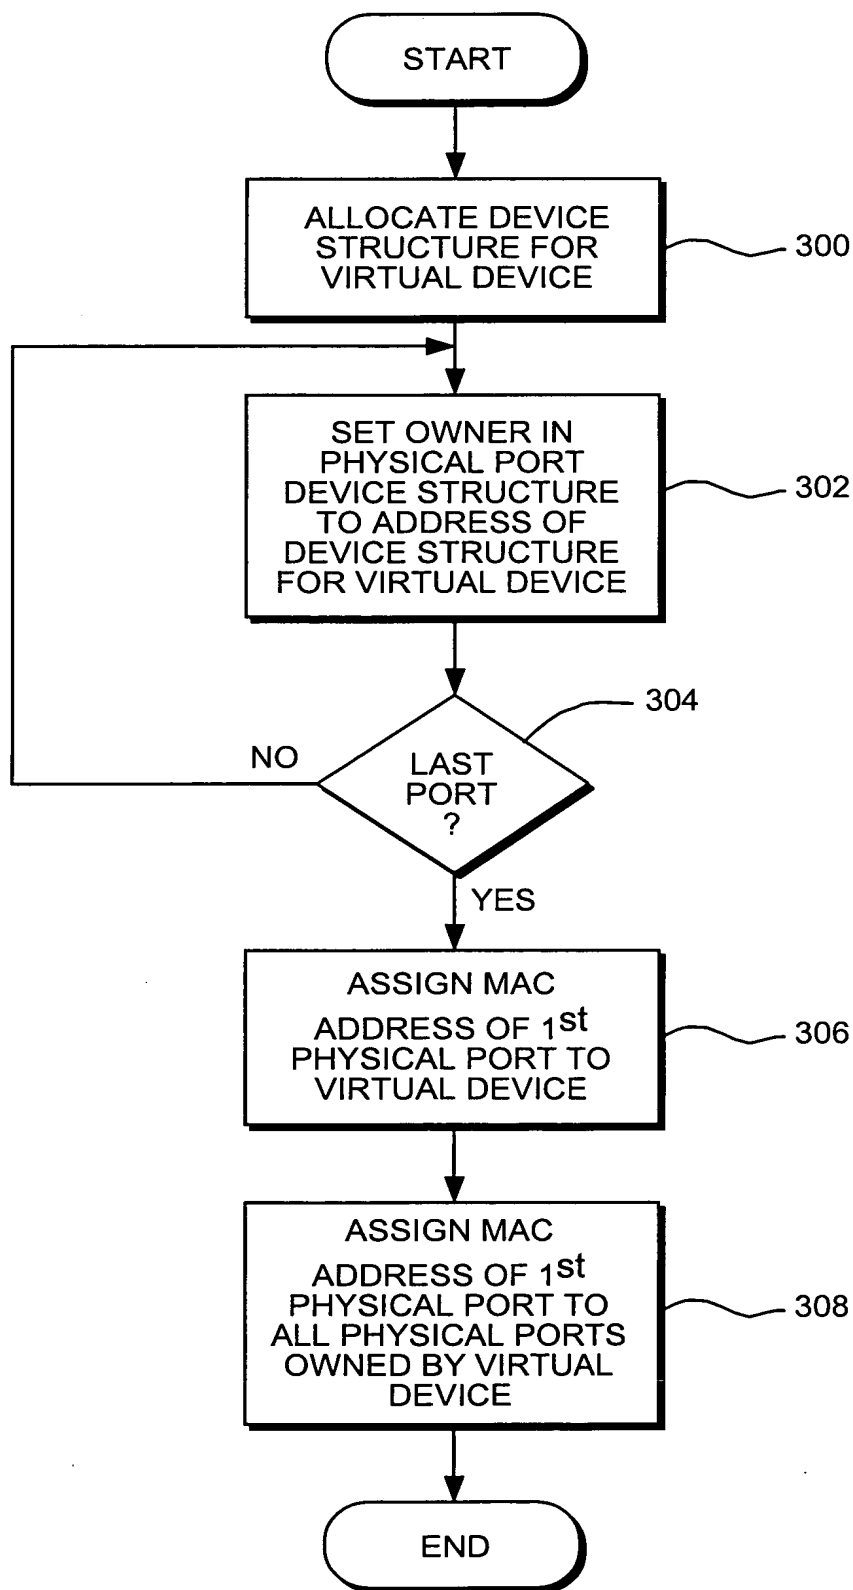 START
ALLOCATE DEVICE
STRUCTURE FOR
VIRTUAL DEVICE
300
SET OWNER IN
PHYSICAL PORT
DEVICE STRUCTURE
TO ADDRESS OF
DEVICE STRUCTURE
FOR VIRTUAL DEVICE
302
304
NO
LAST
PORT
?
YES
ASSIGN MAC
ADDRESS OF 1st
PHYSICAL PORT TO
VIRTUAL DEVICE
306
ASSIGN MAC
ADDRESS OF 1st
PHYSICAL PORT TO
ALL PHYSICAL PORTS
OWNED BY VIRTUAL
DEVICE
308
END